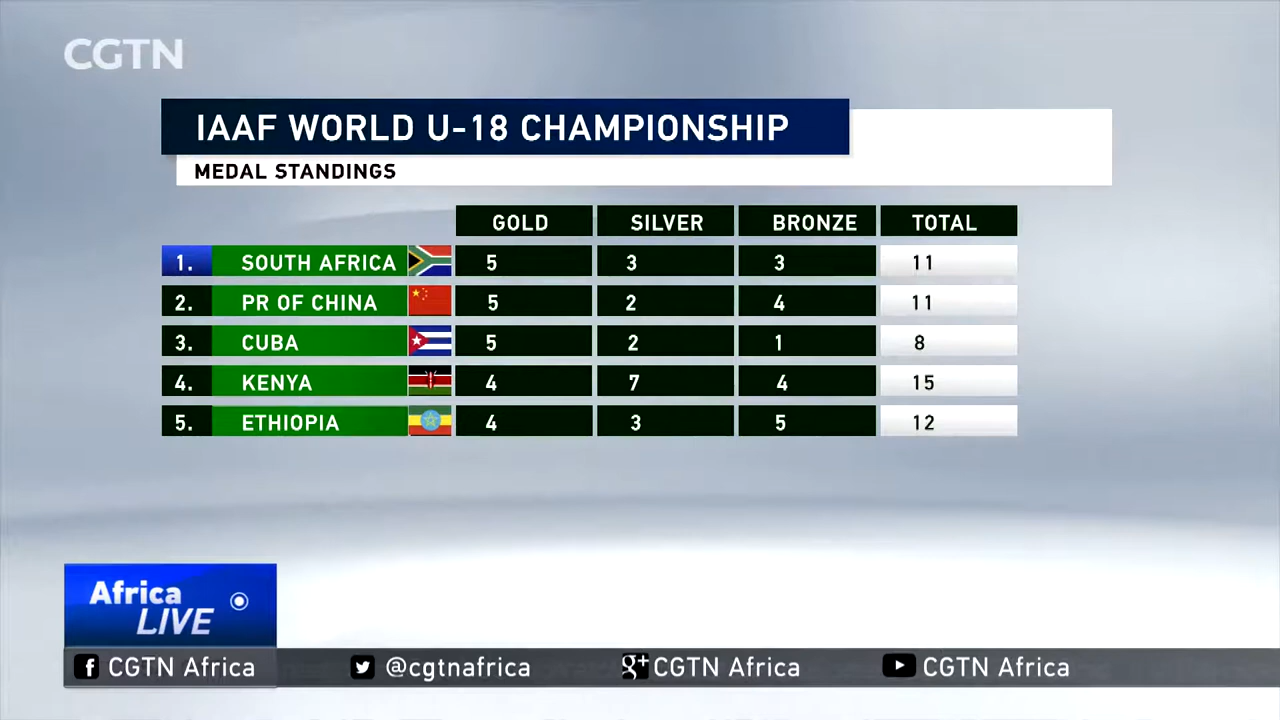 CGTN
IAAF WORLD U-18 CHAMPIONSHIP
MEDAL STANDINGS
GOLD SILVER BRONZE TOTAL
1. SOUTH AFRICA 5 3 3 11
2. PR OF CHINA 5 2 4 11
3. CUBA 5 2 1 8
4. KENYA 4 7 4 15
5. ETHIOPIA 4 3 5 12
Africa
LIVE
f CGTN Africa @cgtnafrica g+ CGTN Africa CGTN Africa